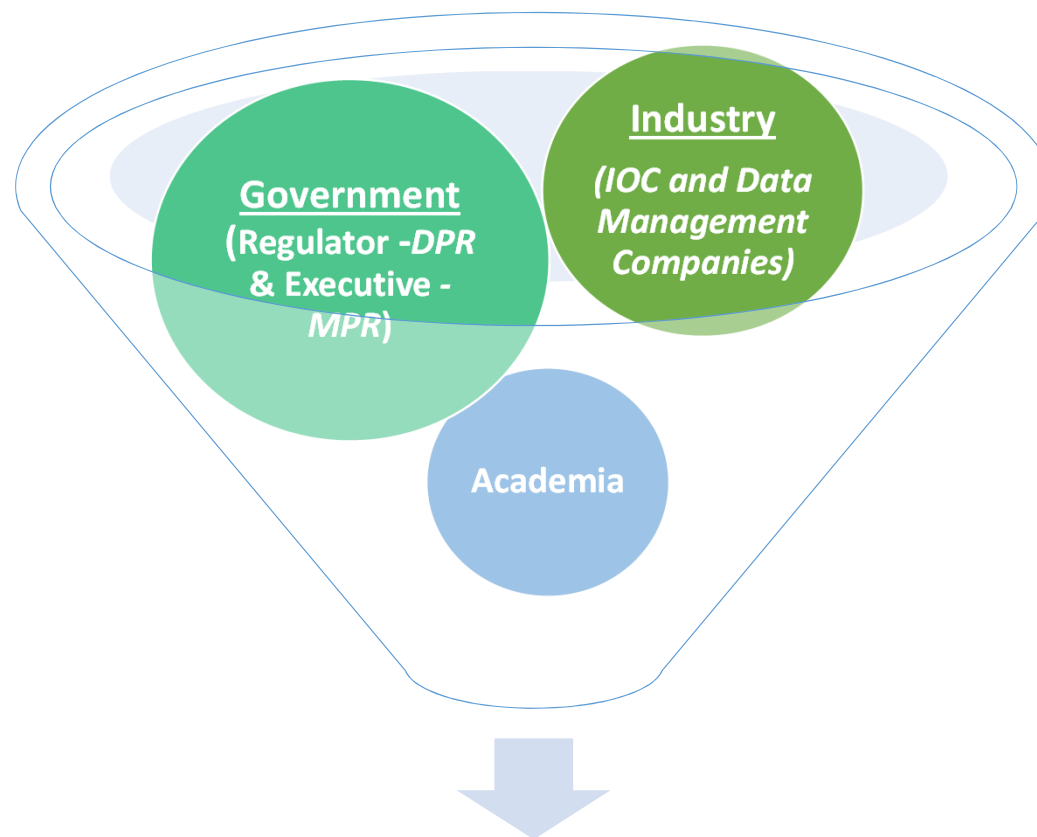 Government
(Regulator -DPR
& Executive -
MPR)
Industry
(IOC and Data
Management
Companies)
Academia